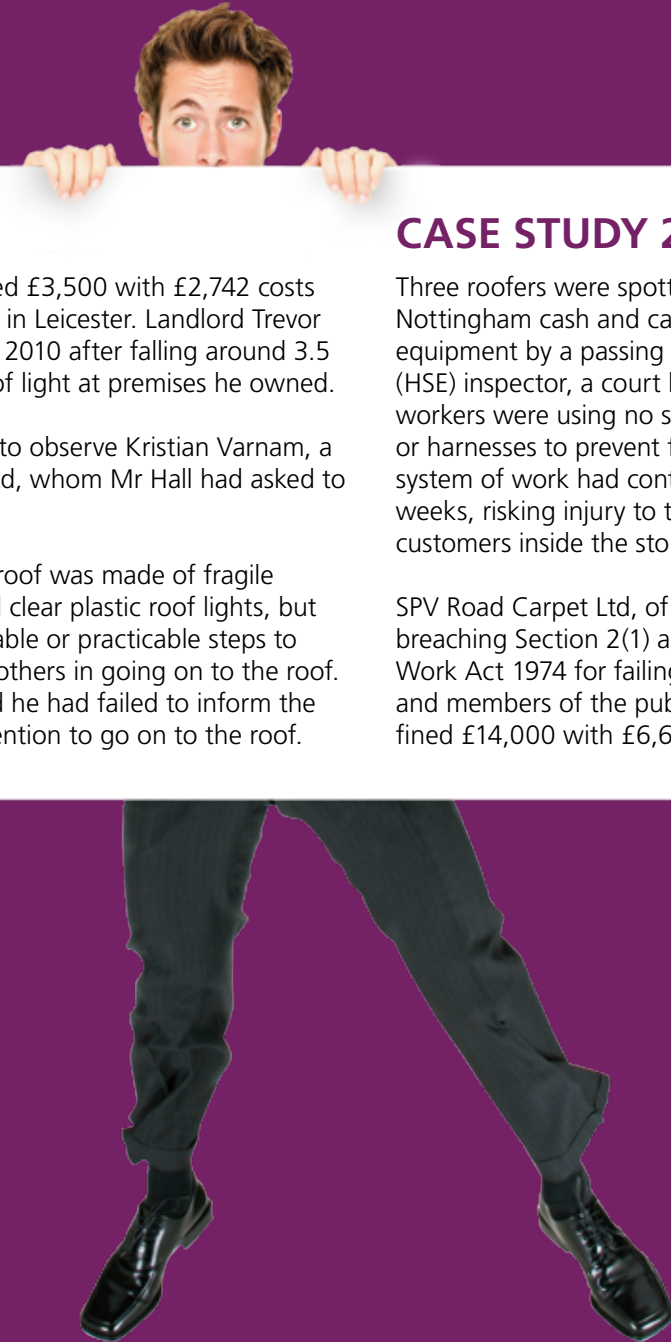 ed £3,500 with £2,742 costs
in Leicester. Landlord Trevor
2010 after falling around 3.5
of light at premises he owned.
to observe Kristian Varnam, a
d, whom Mr Hall had asked to
roof was made of fragile
d clear plastic roof lights, but
able or practicable steps to
others in going on to the roof.
d he had failed to inform the
ention to go on to the roof.
CASE STUDY 2
Three roofers were spott
Nottingham cash and ca
equipment by a passing
(HSE) inspector, a court h
workers were using no s
or harnesses to prevent f
system of work had cont
weeks, risking injury to t
customers inside the sto
SPV Road Carpet Ltd, of
breaching Section 2(1) a
Work Act 1974 for failing
and members of the pub
fined £14,000 with £6,6